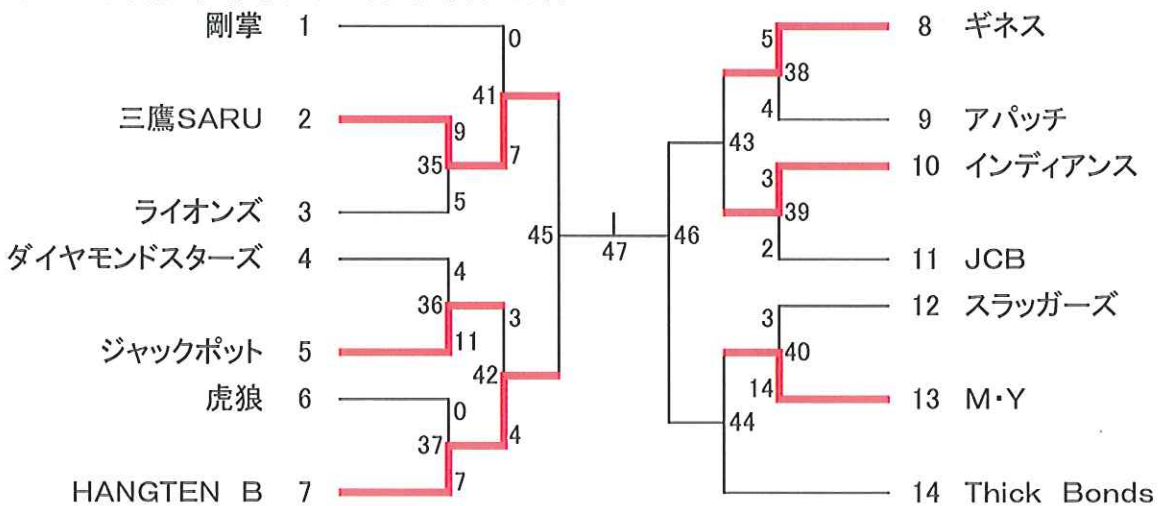 剛掌 1
0
41
三鷹SARU 2
9
35
7
5
ライオンズ 3
ダイヤモンドスターズ 4
4
36
3
11
ジャックポット 5
42
虎狼 6
0
37
4
7
HANGTEN B 7
45
47
46
5
8 ギネス
38
4
9 アパッチ
43
3
10 インディアンス
39
2
11 JCB
3
12 スラッガーズ
40
14
13 M・Y
44
14 Thick Bonds